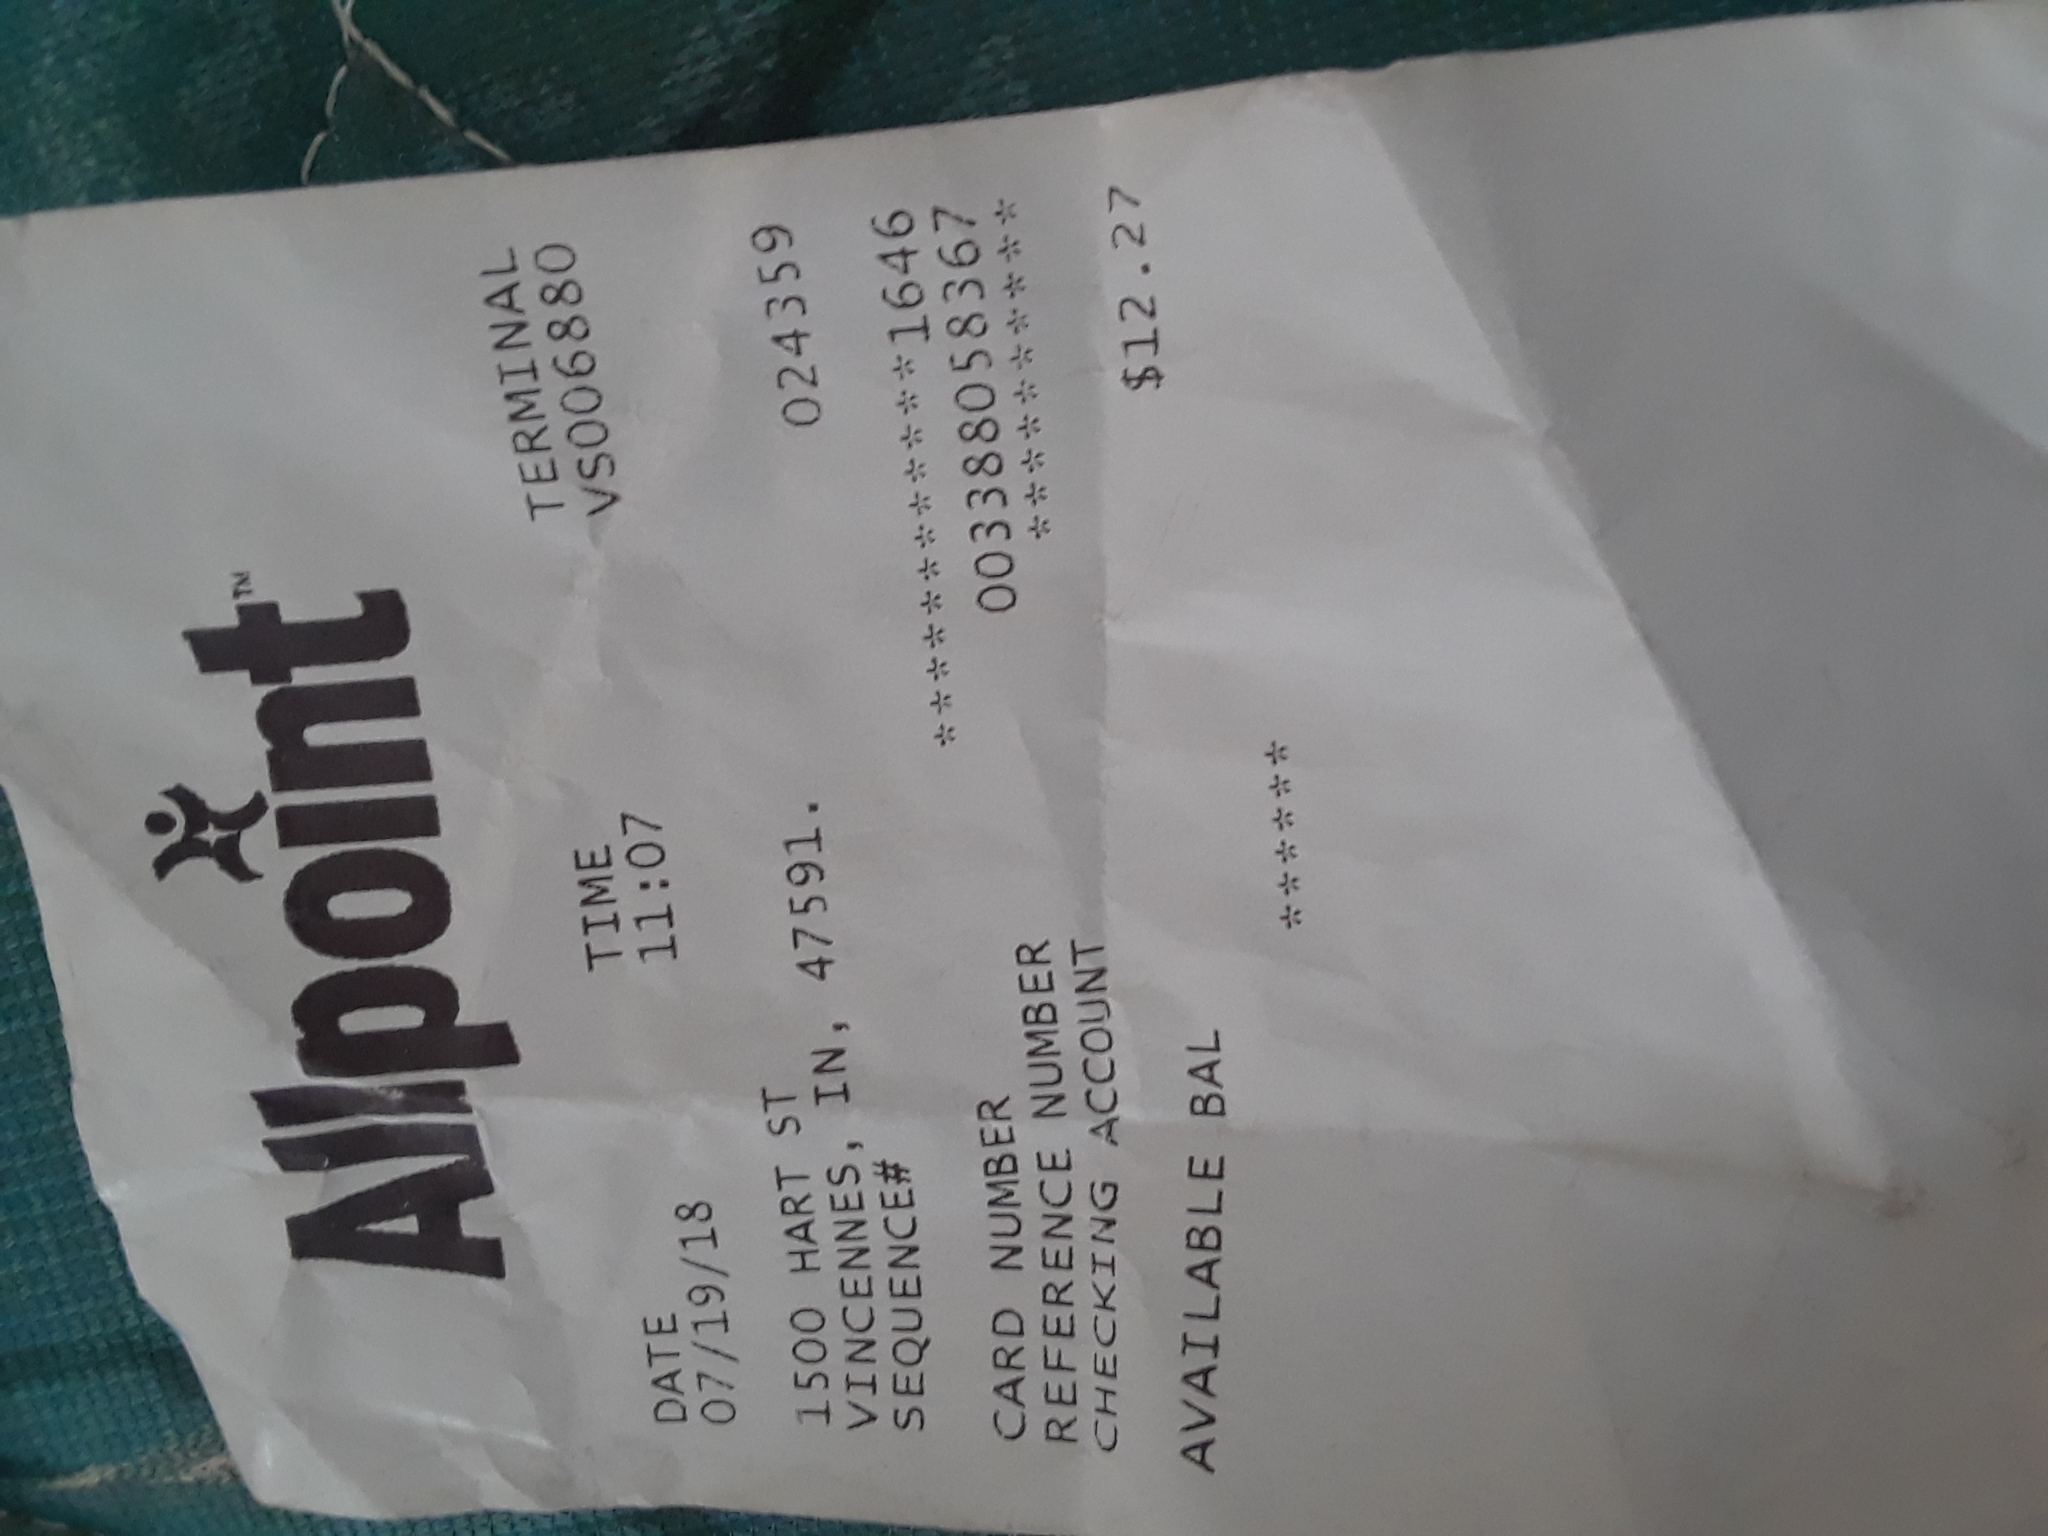 Allpoint™
DATE TIME TERMINAL
07/19/18 11:07 VS006880
1500 HART ST
VINCENNES, IN, 47591.
SEQUENCE# 024359
CARD NUMBER ************1646
REFERENCE NUMBER 003388058367
CHECKING ACCOUNT **********
AVAILABLE BAL $12.27
******